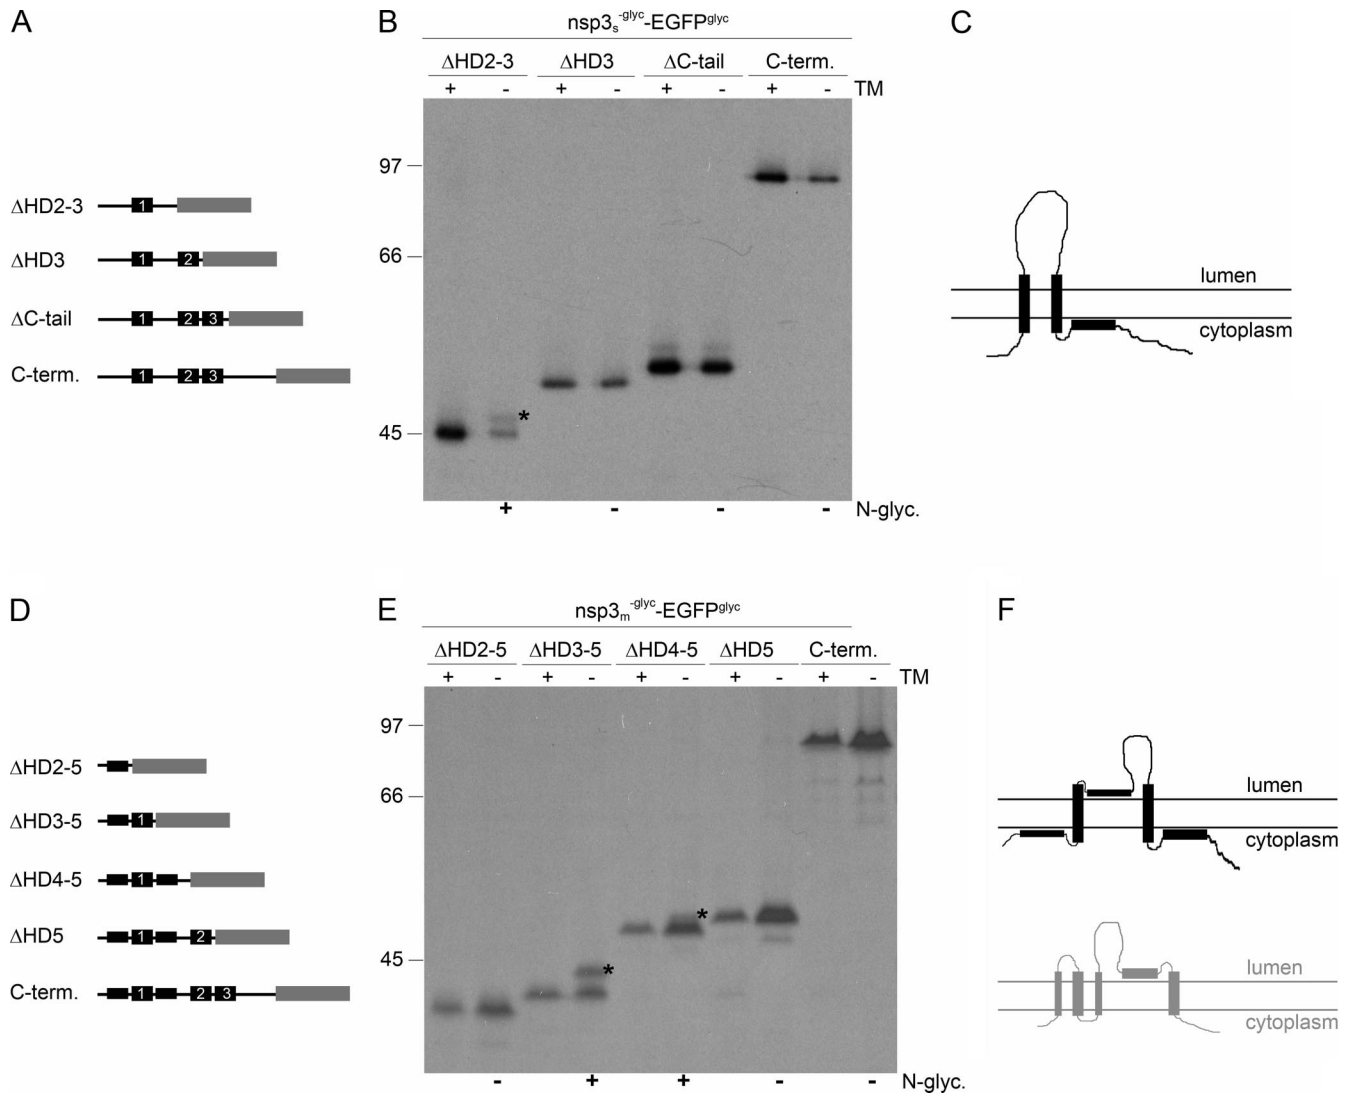 A
B
C
nsp3s-glyc-EGFPglyc
ΔHD2-3 ΔHD3 ΔC-tail C-term.
+ - + - + - + - TM
97
66
45
*
+ - - - N-glyc.
ΔHD2-3 1
ΔHD3 1 2
ΔC-tail 1 2 3
C-term. 1 2 3
lumen
cytoplasm
D
E
F
nsp3m-glyc-EGFPglyc
ΔHD2-5 ΔHD3-5 ΔHD4-5 ΔHD5 C-term.
+ - + - + - + - + - TM
97
66
45
*
*
- + + - - N-glyc.
ΔHD2-5
ΔHD3-5 1
ΔHD4-5 1
ΔHD5 1 2
C-term. 1 2 3
lumen
cytoplasm
lumen
cytoplasm